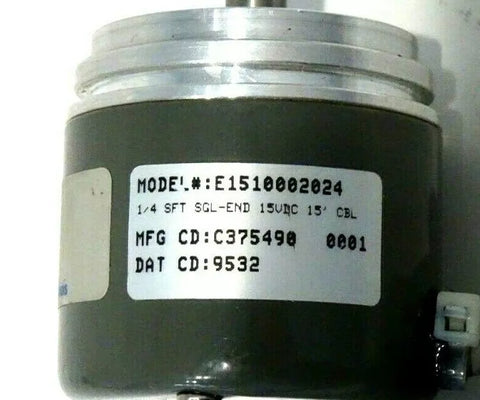 MODEL#:E1510002024
1/4 SFT SGL-END 15VDC 15' CBL
MFG CD:C375490 0001
DAT CD:9532